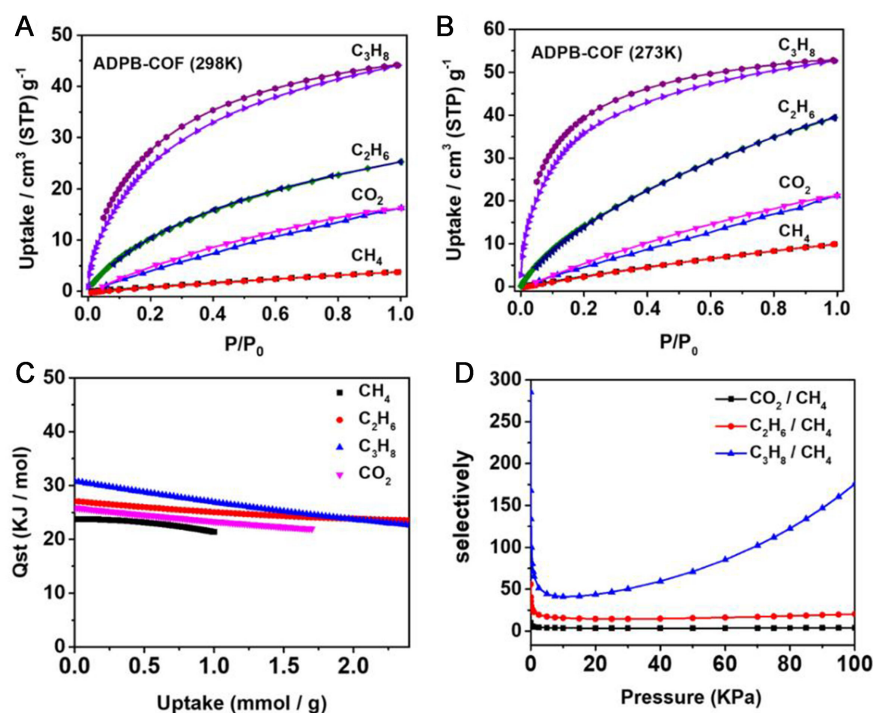 A
ADPB-COF (298K)
C₃H₈
C₂H₆
CO₂
CH₄
Uptake / cm³ (STP) g⁻¹
50
40
30
20
10
0
0.0 0.2 0.4 0.6 0.8 1.0
P/P₀
B
ADPB-COF (273K)
C₃H₈
C₂H₆
CO₂
CH₄
Uptake / cm³ (STP) g⁻¹
60
50
40
30
20
10
0
0.0 0.2 0.4 0.6 0.8 1.0
P/P₀
C
CH₄
C₂H₆
C₃H₈
CO₂
Qst (KJ / mol)
50
40
30
20
10
0
0.0 0.5 1.0 1.5 2.0
Uptake (mmol / g)
D
CO₂ / CH₄
C₂H₆ / CH₄
C₃H₈ / CH₄
selectively
300
250
200
150
100
50
0
0 20 40 60 80 100
Pressure (KPa)